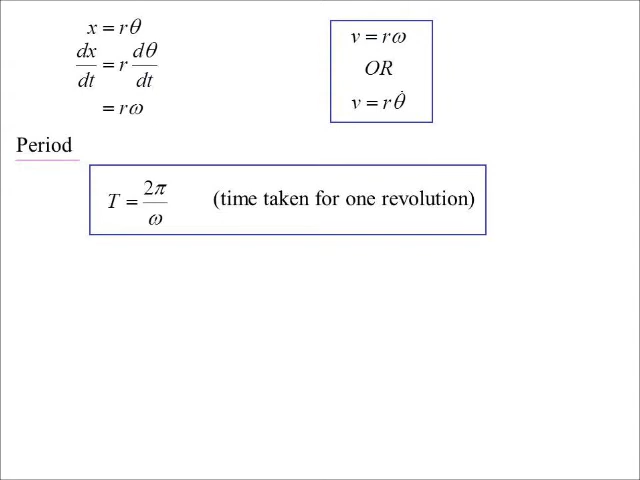 x = rθ
dx/dt = r dθ/dt
= rω
v = rω
OR
v = rθ̇
Period
T = 2π/ω (time taken for one revolution)